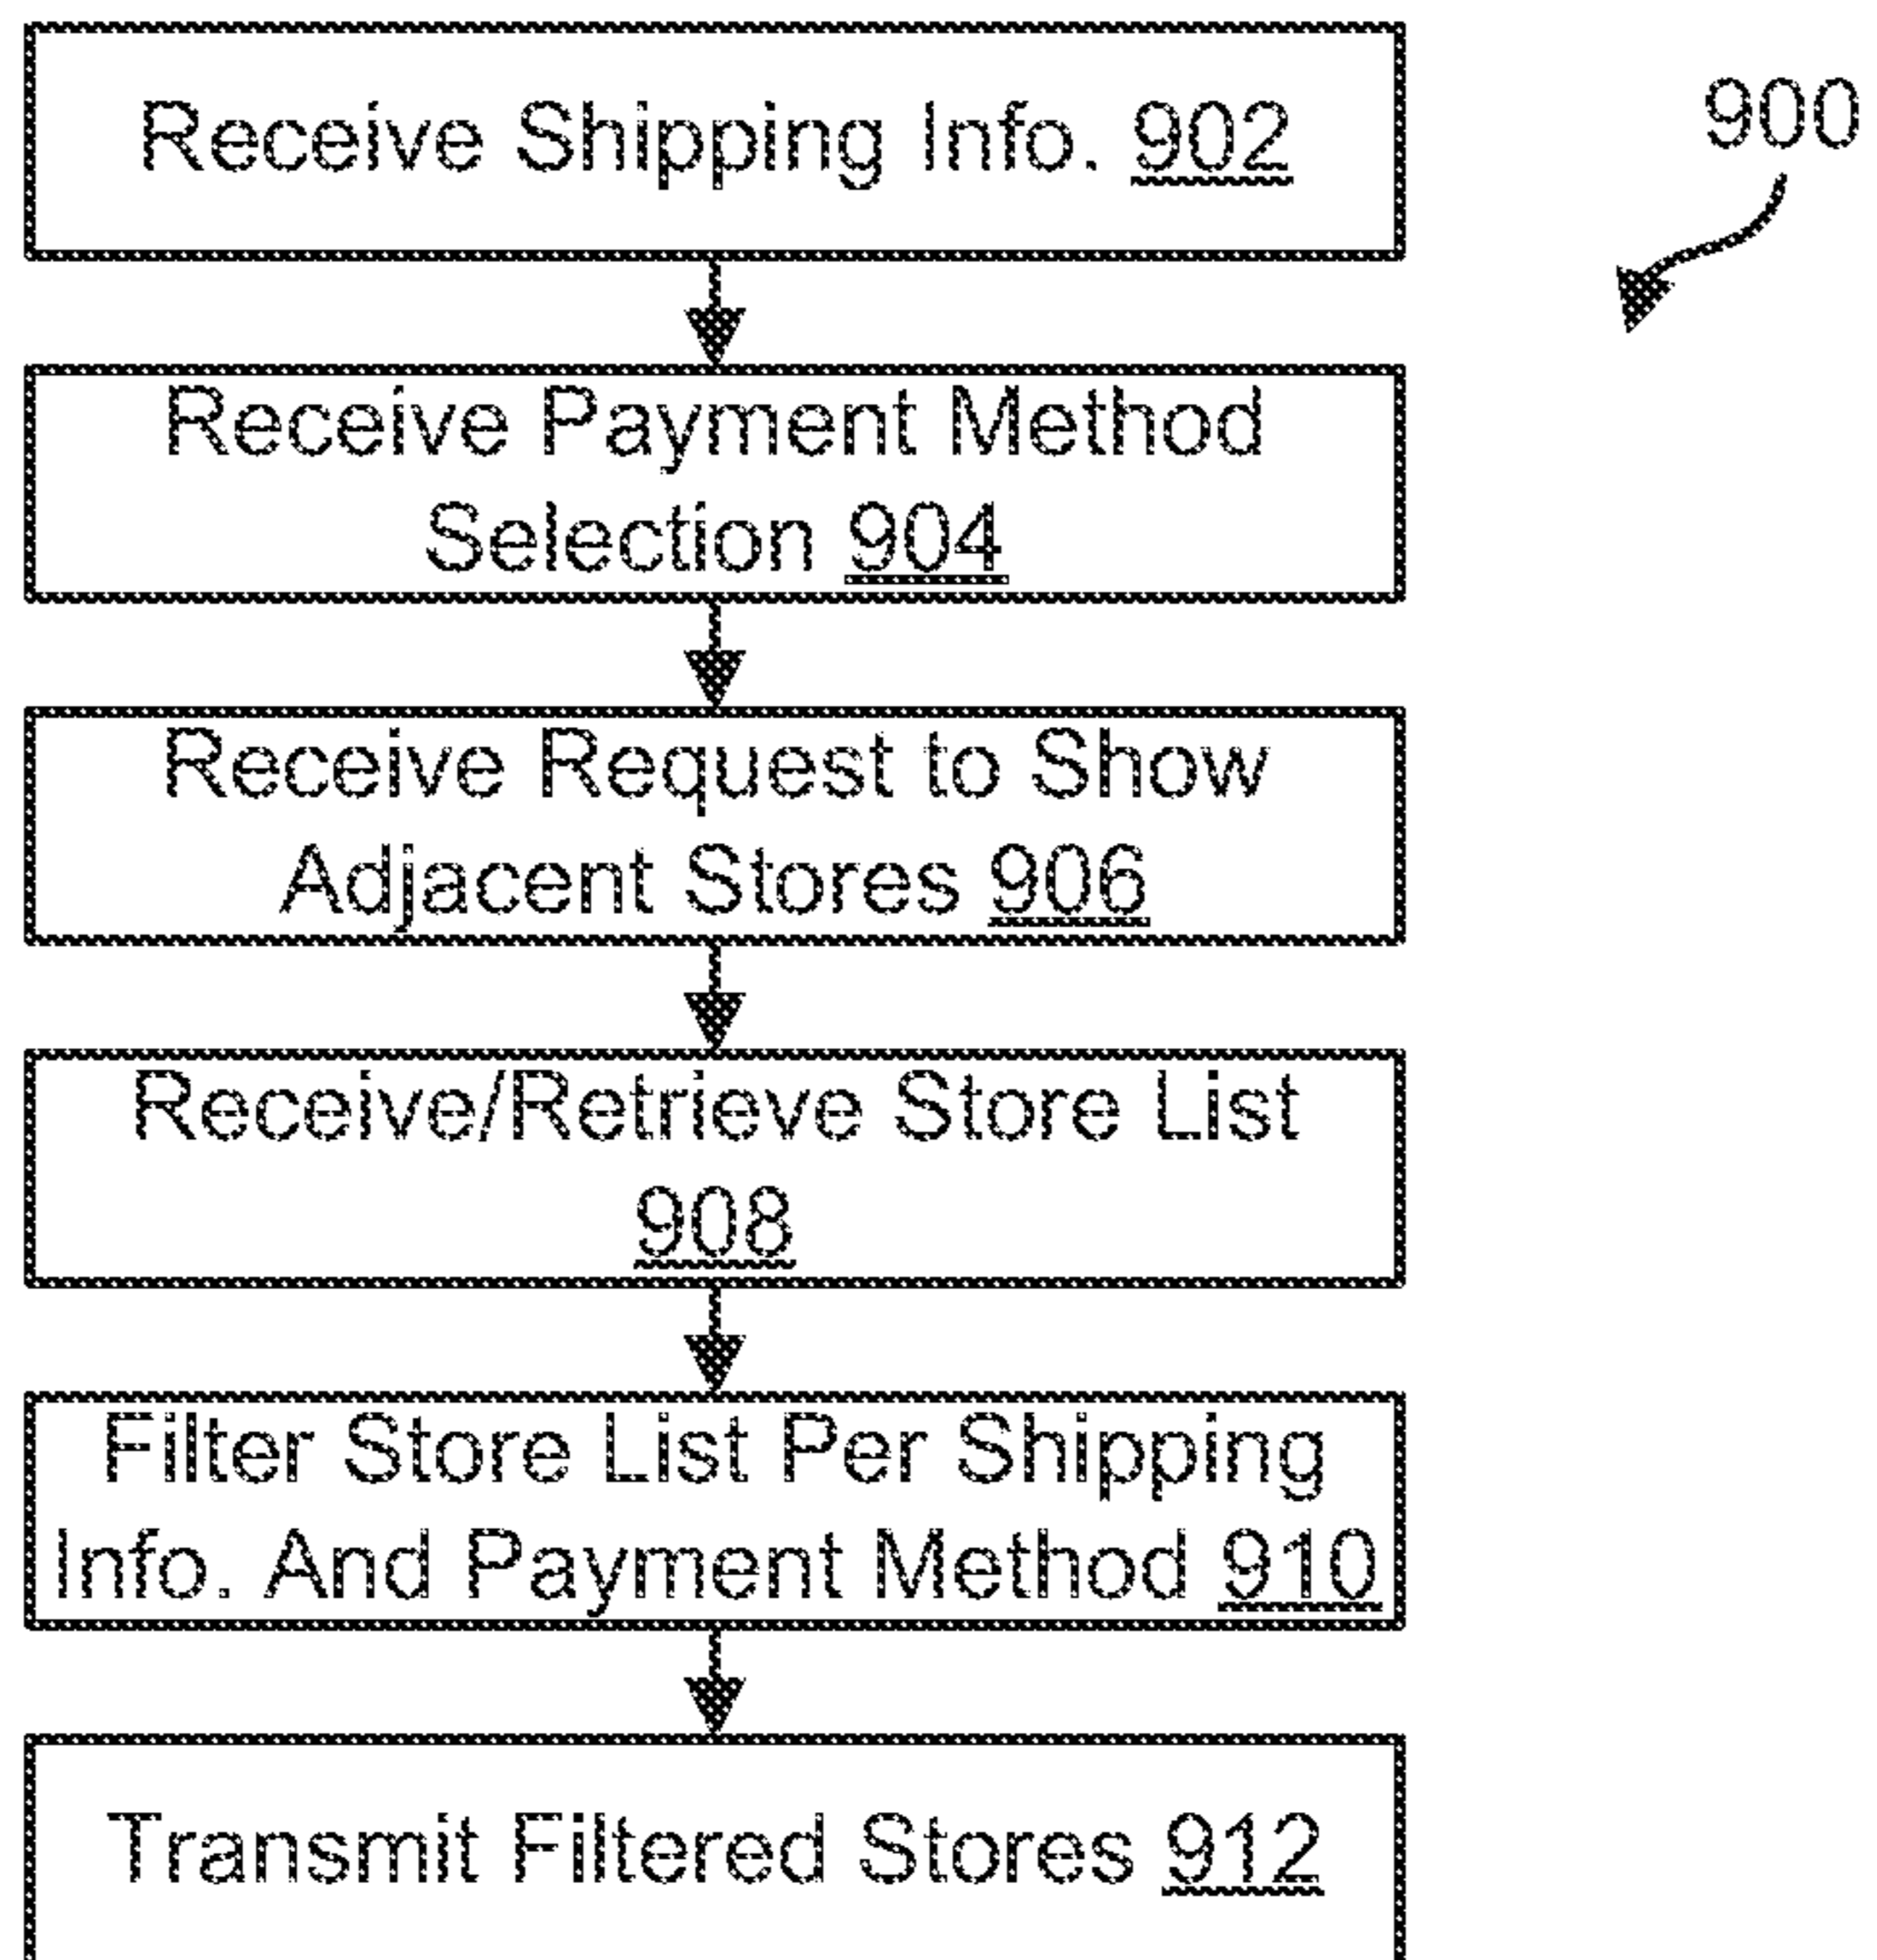 Receive Shipping Info. 902
900
Receive Payment Method
Selection 904
Receive Request to Show
Adjacent Stores 906
Receive/Retrieve Store List
908
Filter Store List Per Shipping
Info. And Payment Method 910
Transmit Filtered Stores 912